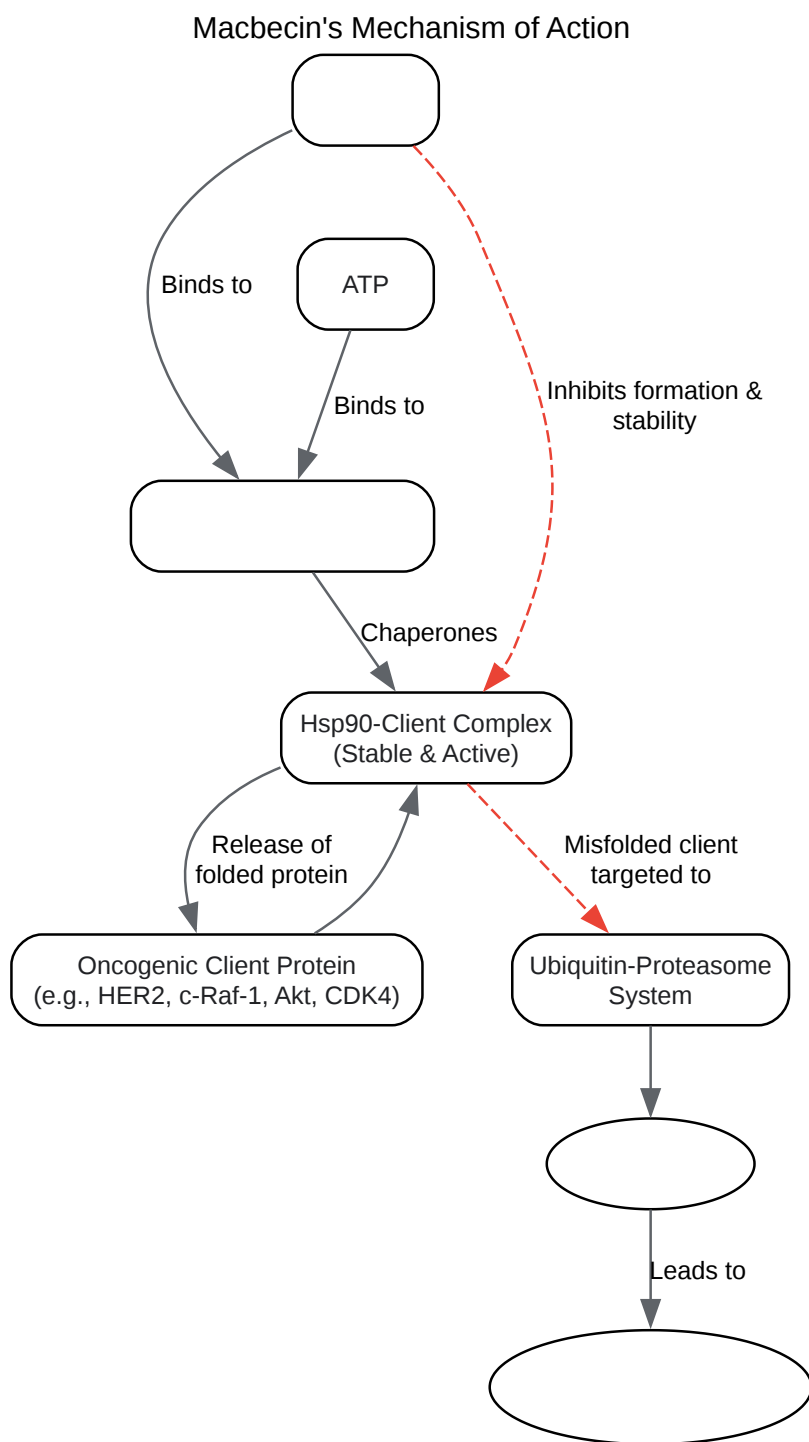 Macbecin's Mechanism of Action
Binds to
ATP
Binds to
Inhibits formation &
stability
Chaperones
Hsp90-Client Complex
(Stable & Active)
Release of
folded protein
Misfolded client
targeted to
Oncogenic Client Protein
(e.g., HER2, c-Raf-1, Akt, CDK4)
Ubiquitin-Proteasome
System
Leads to